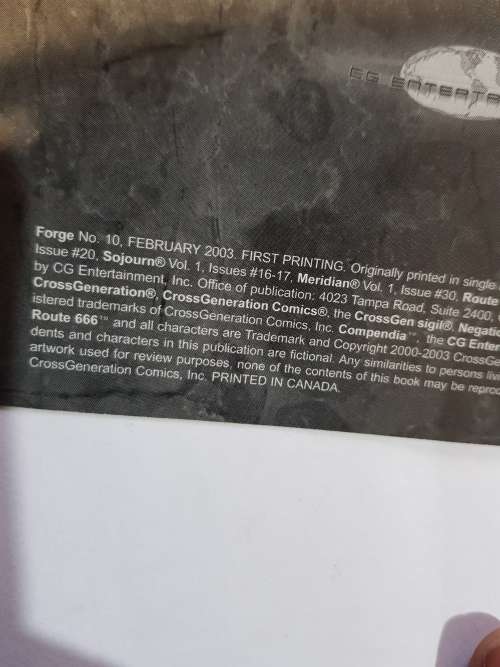 CG ENTERP
Forge No. 10, FEBRUARY 2003. FIRST PRINTING. Originally printed in single
Issue #20, Sojourn® Vol. 1, Issues #16-17, Meridian® Vol. 1, Issue #30, Route
by CG Entertainment, Inc. Office of publication: 4023 Tampa Road, Suite 2400,
CrossGeneration®, CrossGeneration Comics®, the CrossGen sigil®, Negati
istered trademarks of CrossGeneration Comics, Inc. Compendia™, the CG Enter
Route 666™ and all characters are Trademark and Copyright 2000-2003 CrossGe
dents and characters in this publication are fictional. Any similarities to persons livi
artwork used for review purposes, none of the contents of this book may be reprod
CrossGeneration Comics, Inc. PRINTED IN CANADA.